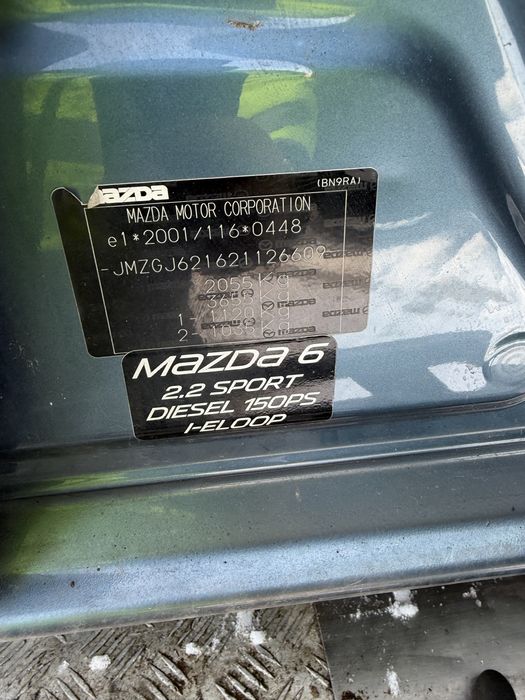 mazda
(BN9RA)
MAZDA MOTOR CORPORATION
e1*2001/116*0448
-JMZGJ621621126609-
2055 kg
1-1120 kg
MAZDA 6
2.2 SPORT
DIESEL 150PS
I-ELOOP